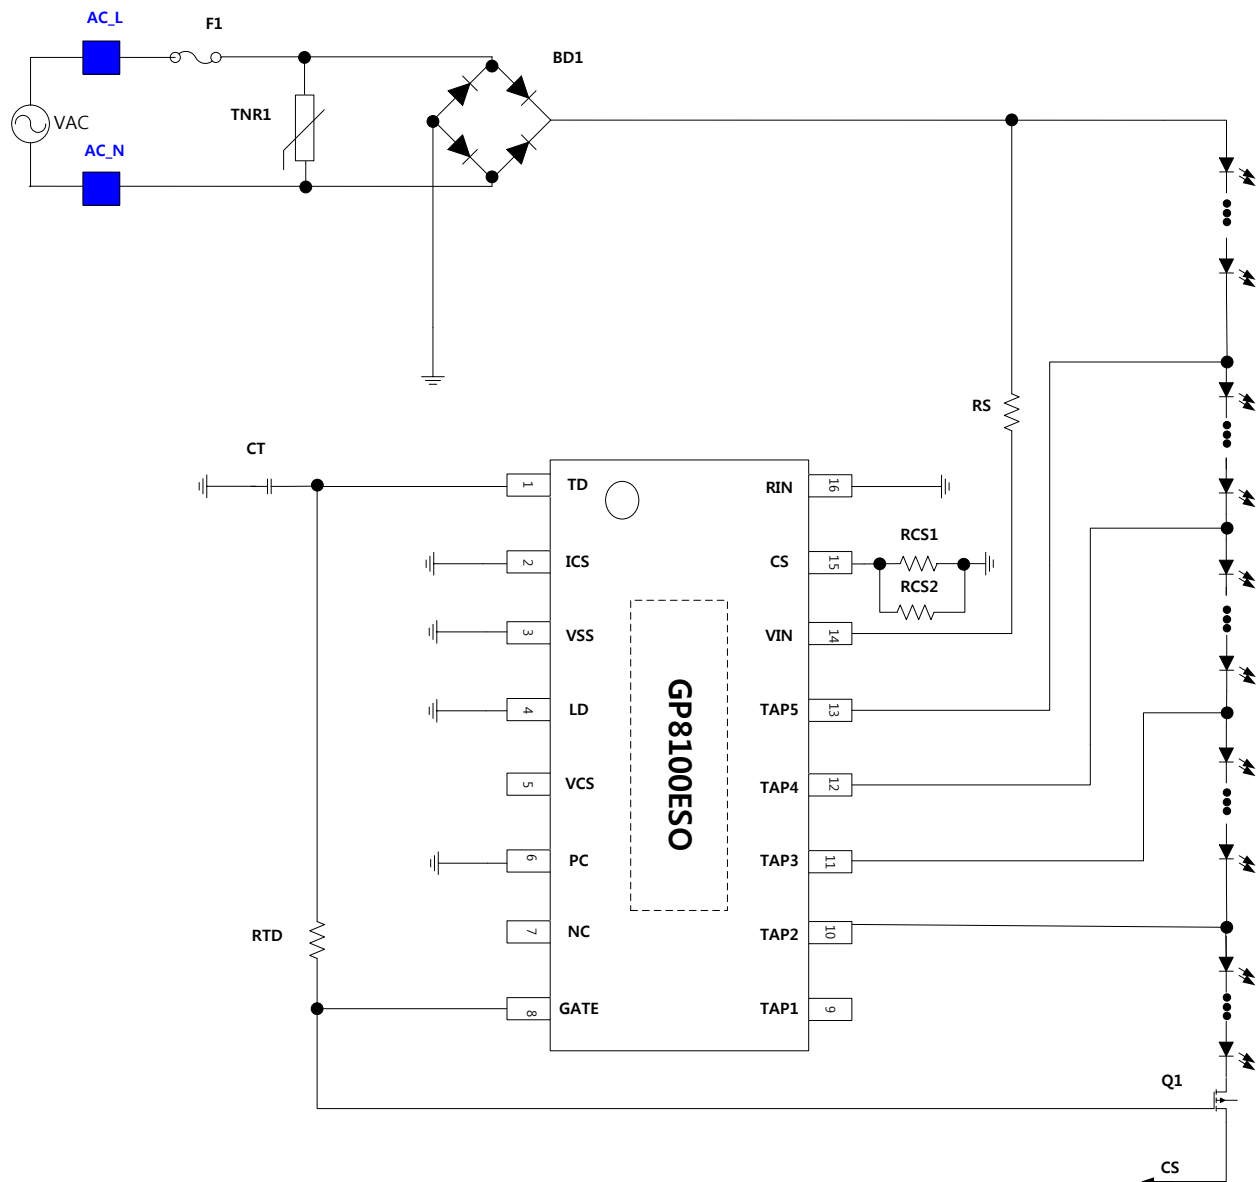 AC_L
F1
BD1
TNR1
VAC
AC_N
RS
CT
1
TD
RIN
16
RCS1
2
ICS
CS
15
RCS2
3
VSS
VIN
14
4
LD
TAP5
13
GP8100ESO
5
VCS
TAP4
12
6
PC
TAP3
11
RTD
7
NC
TAP2
10
8
GATE
TAP1
9
Q1
CS